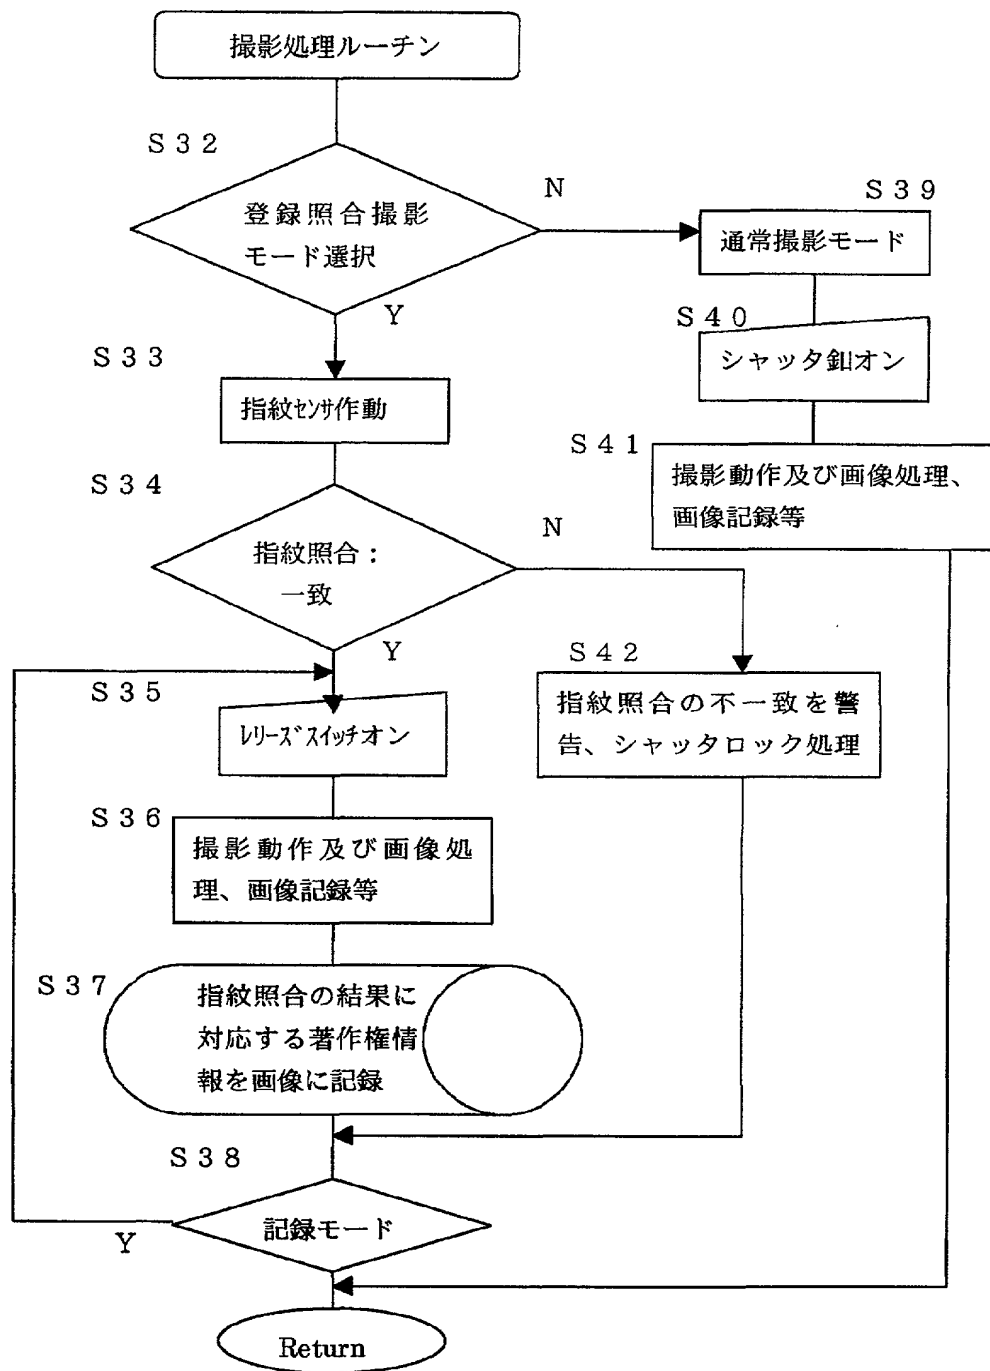 撮影処理ルーチン
S32
登録照合撮影
モード選択
N
Y
S39
通常撮影モード
S40
シャッタ釦オン
S41
撮影動作及び画像処理、
画像記録等
S33
指紋ｾﾝｻ作動
S34
指紋照合：
一致
N
Y
S42
指紋照合の不一致を警
告、シャッタロック処理
S35
ﾚﾘｰｽﾞｽｲｯﾁオン
S36
撮影動作及び画像処
理、画像記録等
S37
指紋照合の結果に
対応する著作権情
報を画像に記録
S38
記録モード
Y
Return